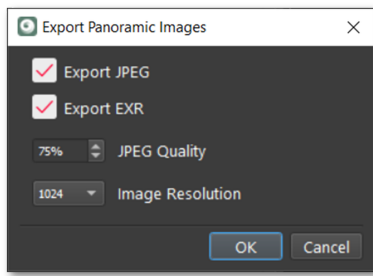 Export Panoramic Images
Export JPEG
Export EXR
75% JPEG Quality
1024 Image Resolution
OK Cancel